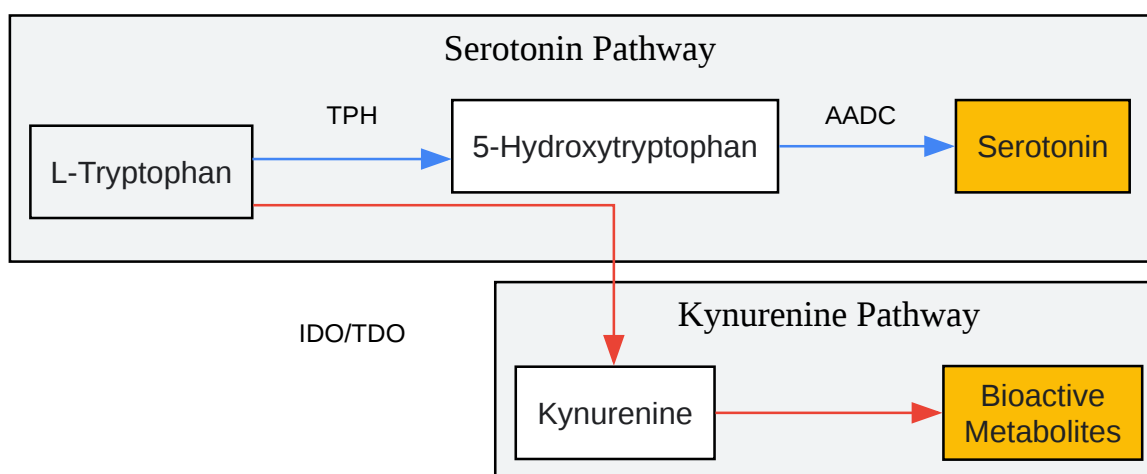 Serotonin Pathway
TPH
AADC
L-Tryptophan
5-Hydroxytryptophan
Serotonin
Kynurenine Pathway
IDO/TDO
Kynurenine
Bioactive
Metabolites